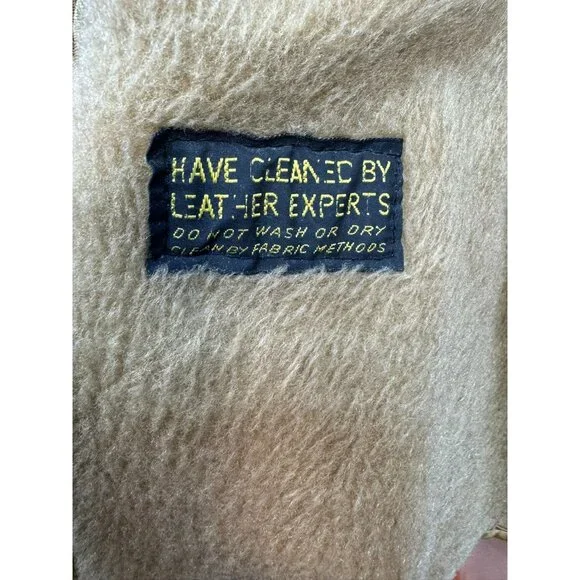 HAVE CLEANED BY
LEATHER EXPERTS
DO NOT WASH OR DRY
CLEAN BY FABRIC METHODS